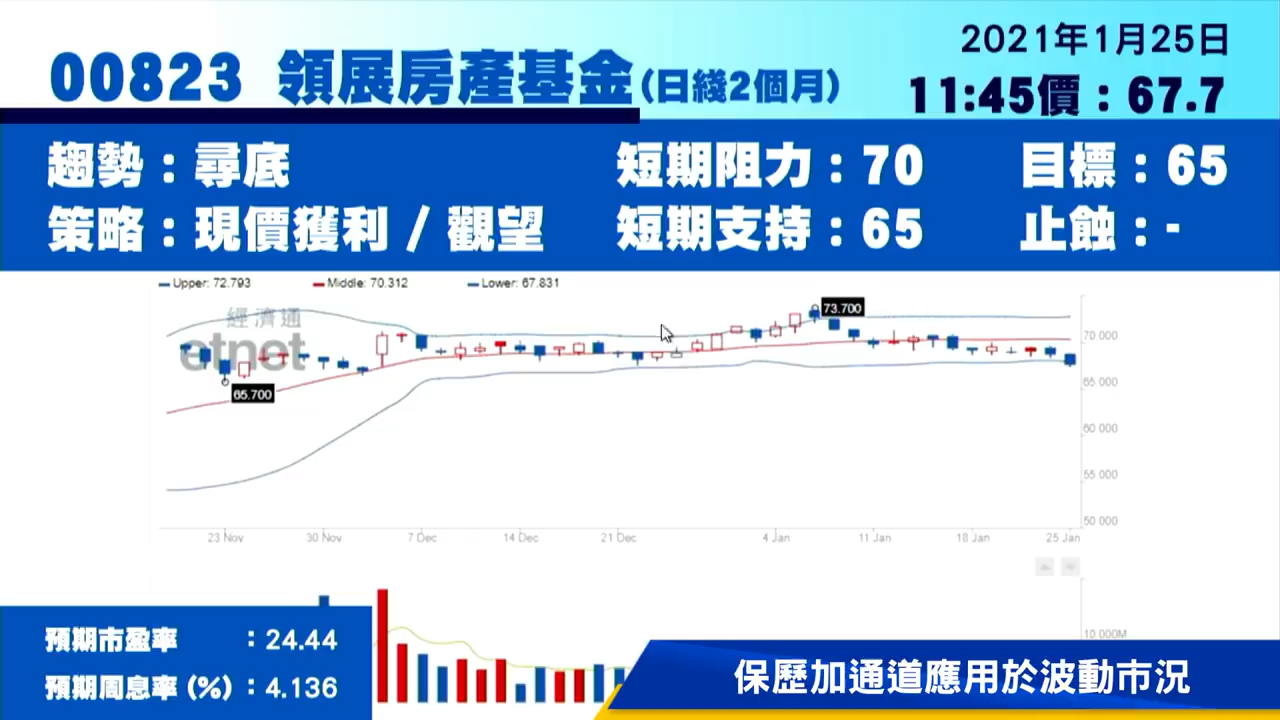 2021年1月25日
00823 領展房產基金(日綫2個月)
11:45價：67.7
趨勢：尋底 短期阻力：70 目標：65
策略：現價獲利 / 觀望 短期支持：65 止蝕：-
Upper: 72.793 Middle: 70.312 Lower: 67.831
經濟通
etnet
73.700
65.700
70 000
65 000
60 000
55 000
50 000
23 Nov 30 Nov 7 Dec 14 Dec 21 Dec 4 Jan 11 Jan 18 Jan 25 Jan
10 000M
預期市盈率 ：24.44
預期周息率 (%)：4.136
保歷加通道應用於波動市況